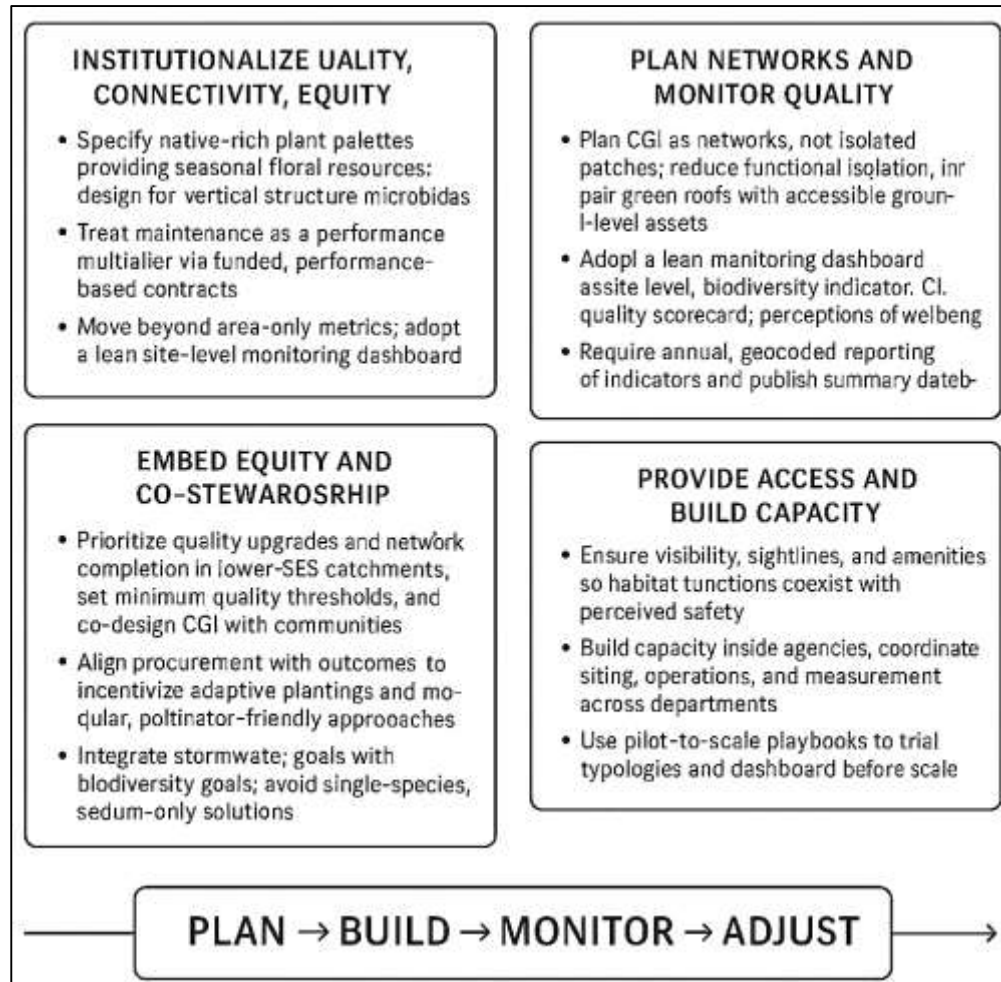 INSTITUTIONALIZE UALITY,
CONNECTIVITY, EQUITY
• Specify native-rich plant palettes
providing seasonal floral resources:
design for vertical structure microbidas
• Treat maintenance as a performance
multialier via funded, performance-
based contracts
• Move beyond area-only metrics; adopt
a lean site-level monitoring dashboard
PLAN NETWORKS AND
MONITOR QUALITY
• Plan CGI as networks, not isolated
patches; reduce functional isolation, inr
pair green roofs with accessible groun-
l-level assets
• Adopl a lean manitoring dashboard
assite level, biodiversity indicator. Cl.
quality scorecard; perceptions of welbeng
• Require annual, geocoded reporting
of indicators and publish summary dateb-
EMBED EQUITY AND
CO-STEWAROSRHIP
• Prioritize quality upgrades and network
completion in lower-SES catchments,
set minimum quality thresholds, and
co-design CGI with communities
• Align procurement with outcomes to
incentivize adaptive plantings and mo-
qular, poltinator-friendly approoaches
• Integrate stormwate; goals with
biodiversity goals; avoid single-species,
sedum-only solutions
PROVIDE ACCESS AND
BUILD CAPACITY
• Ensure visibility, sightlines, and amenities
so habitat tunctions coexist with
perceived safety
• Build capacity inside agencies, coordinate
siting, operations, and measurement
across departments
• Use pilot-to-scale playbooks to trial
typologies and dashboard before scale
PLAN → BUILD → MONITOR → ADJUST